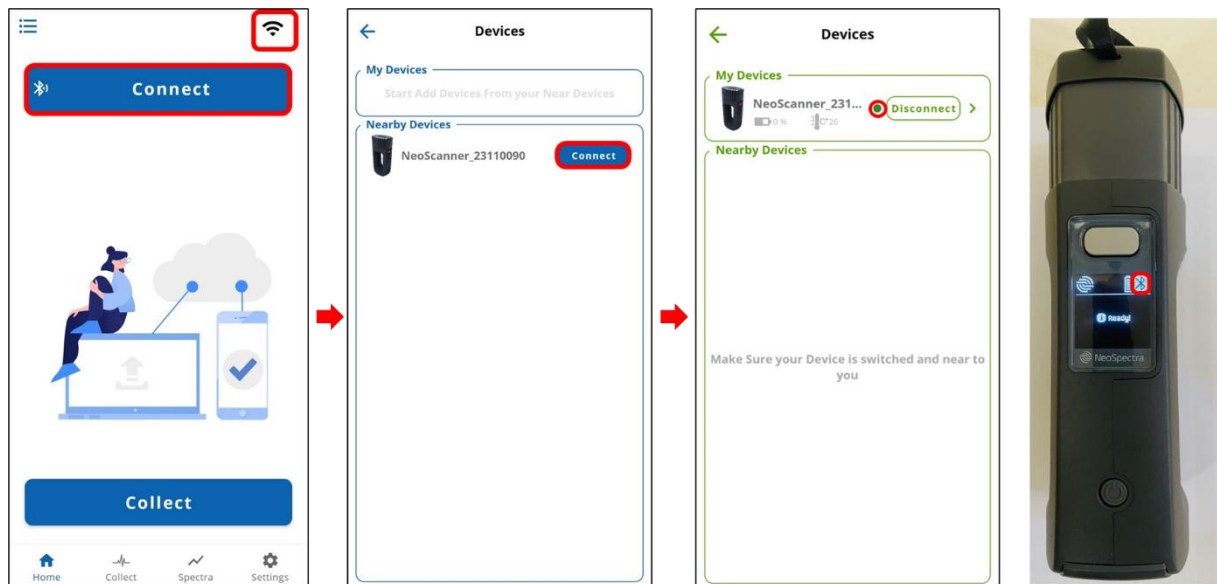 Connect
Collect
Home
Collect
Spectra
Settings
Devices
My Devices
Start Add Devices From your Near Devices
Nearby Devices
NeoScanner_23110090
Connect
Devices
My Devices
NeoScanner_231...
Disconnect
0 %
C°26
Nearby Devices
Make Sure your Device is switched and near to
you
Ready!
NeoSpectra